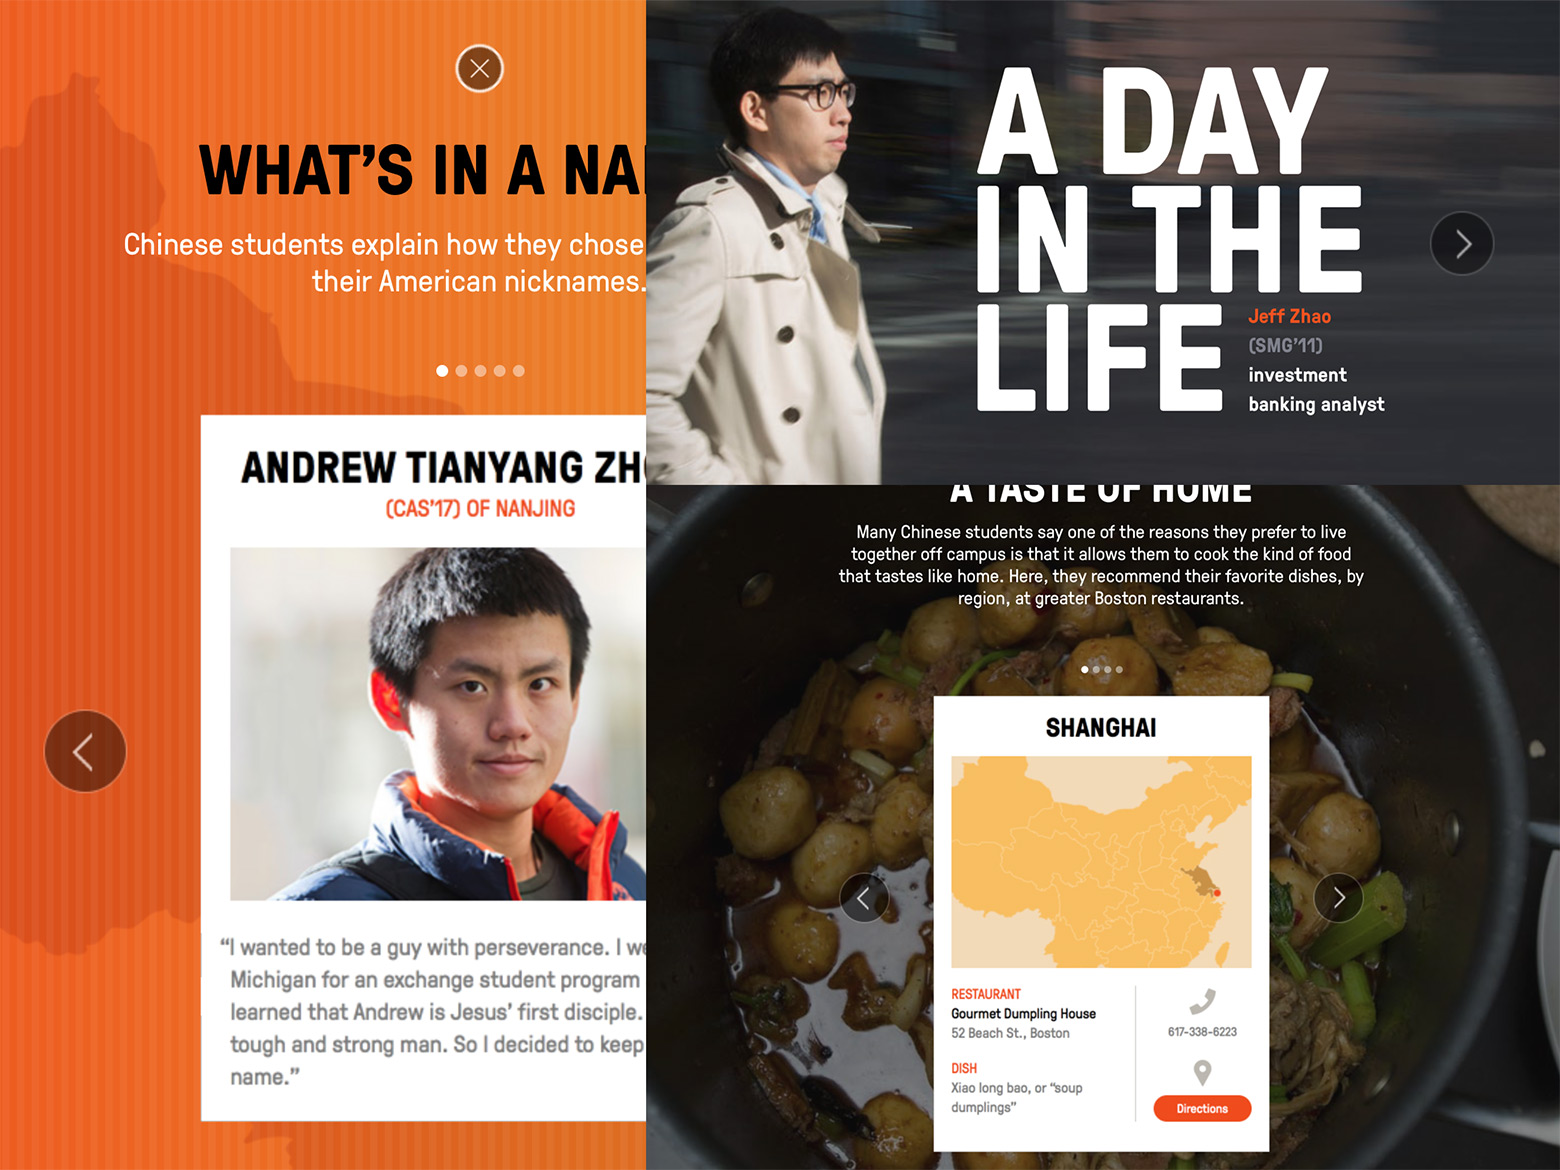 WHAT'S IN A
Chinese students explain how they chose
their American nicknames.
ANDREW TIANYANG
(CAS'17) OF NANJING
“I wanted to be a guy with perseverance. I
Michigan for an exchange student program
learned that Andrew is Jesus’ first disciple.
tough and strong man. So I decided to keep
name.”
A DAY
IN THE
LIFE
Jeff Zhao
(SMG'11)
investment
banking analyst
A TASTE OF HOME
Many Chinese students say one of the reasons they prefer to live
together off campus is that it allows them to cook the kind of food
that tastes like home. Here, they recommend their favorite dishes, by
region, at greater Boston restaurants.
SHANGHAI
RESTAURANT
Gourmet Dumpling House
52 Beach St., Boston
617-338-6223
DISH
Xiao long bao, or “soup
dumplings”
Directions